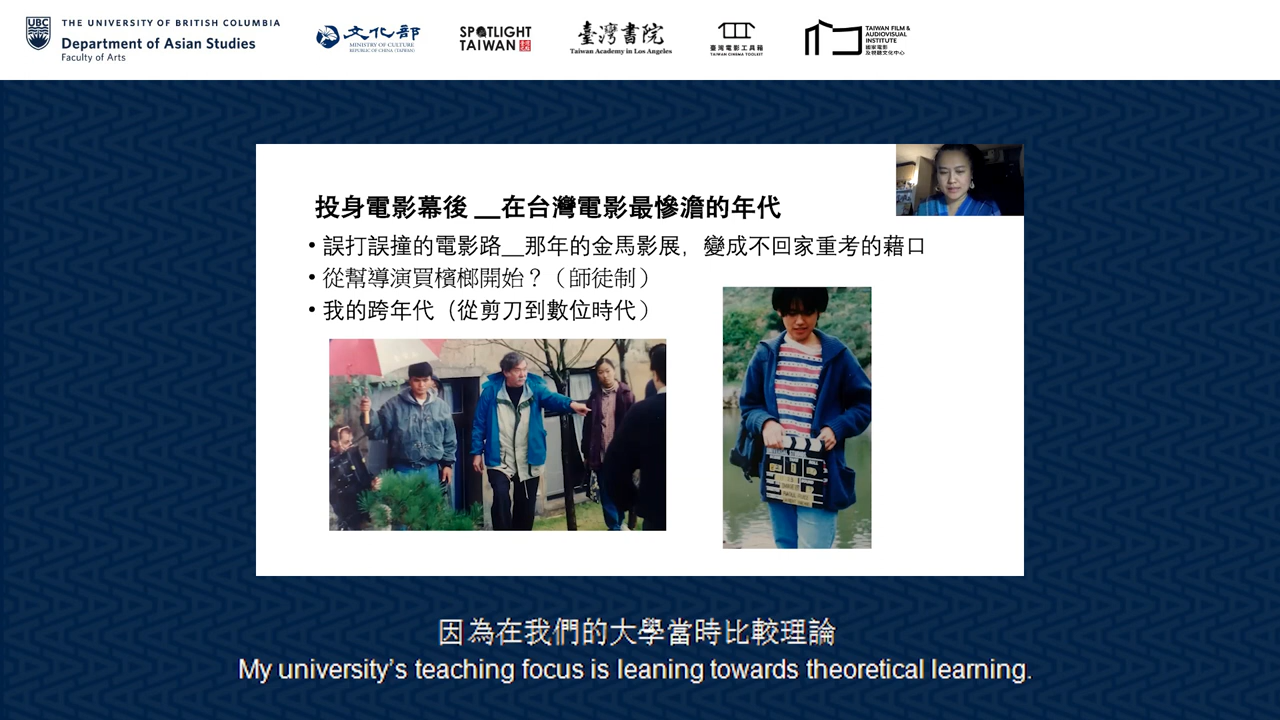 UBC
THE UNIVERSITY OF BRITISH COLUMBIA
Department of Asian Studies
Faculty of Arts
文化部
MINISTRY OF CULTURE
REPUBLIC OF CHINA (TAIWAN)
SPOTLIGHT
TAIWAN
臺灣書院
Taiwan Academy in Los Angeles
臺灣電影工具箱
TAIWAN CINEMA TOOLKIT
TAIWAN FILM &
AUDIOVISUAL
INSTITUTE
國家電影
及視聽文化中心
投身電影幕後 __在台灣電影最慘澹的年代
• 誤打誤撞的電影路__那年的金馬影展，變成不回家重考的藉口
• 從幫導演買檳榔開始？（師徒制）
• 我的跨年代（從剪刀到數位時代）
因為在我們的大學當時比較理論
My university's teaching focus is leaning towards theoretical learning.